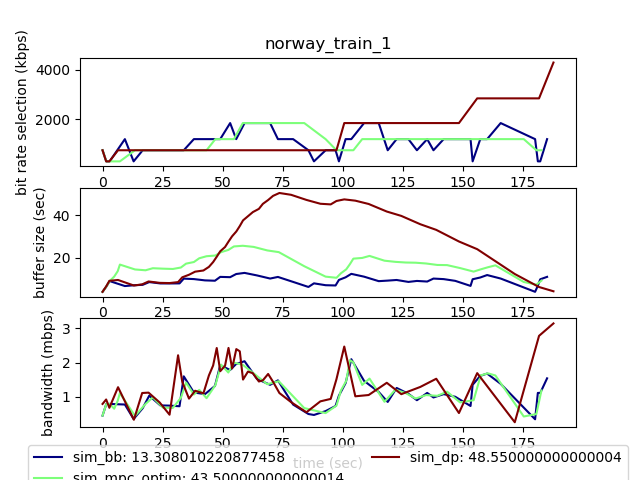 norway_train_1
bit rate selection (kbps)
4000
2000
0 25 50 75 100 125 150 175
buffer size (sec)
40
20
0 25 50 75 100 125 150 175
bandwidth (mbps)
3
2
1
0 25 50 75 100 125 150 175
time (sec)
sim_bb: 13.308010220877458
sim_mpc_optim: 43.500000000000014
sim_dp: 48.550000000000004